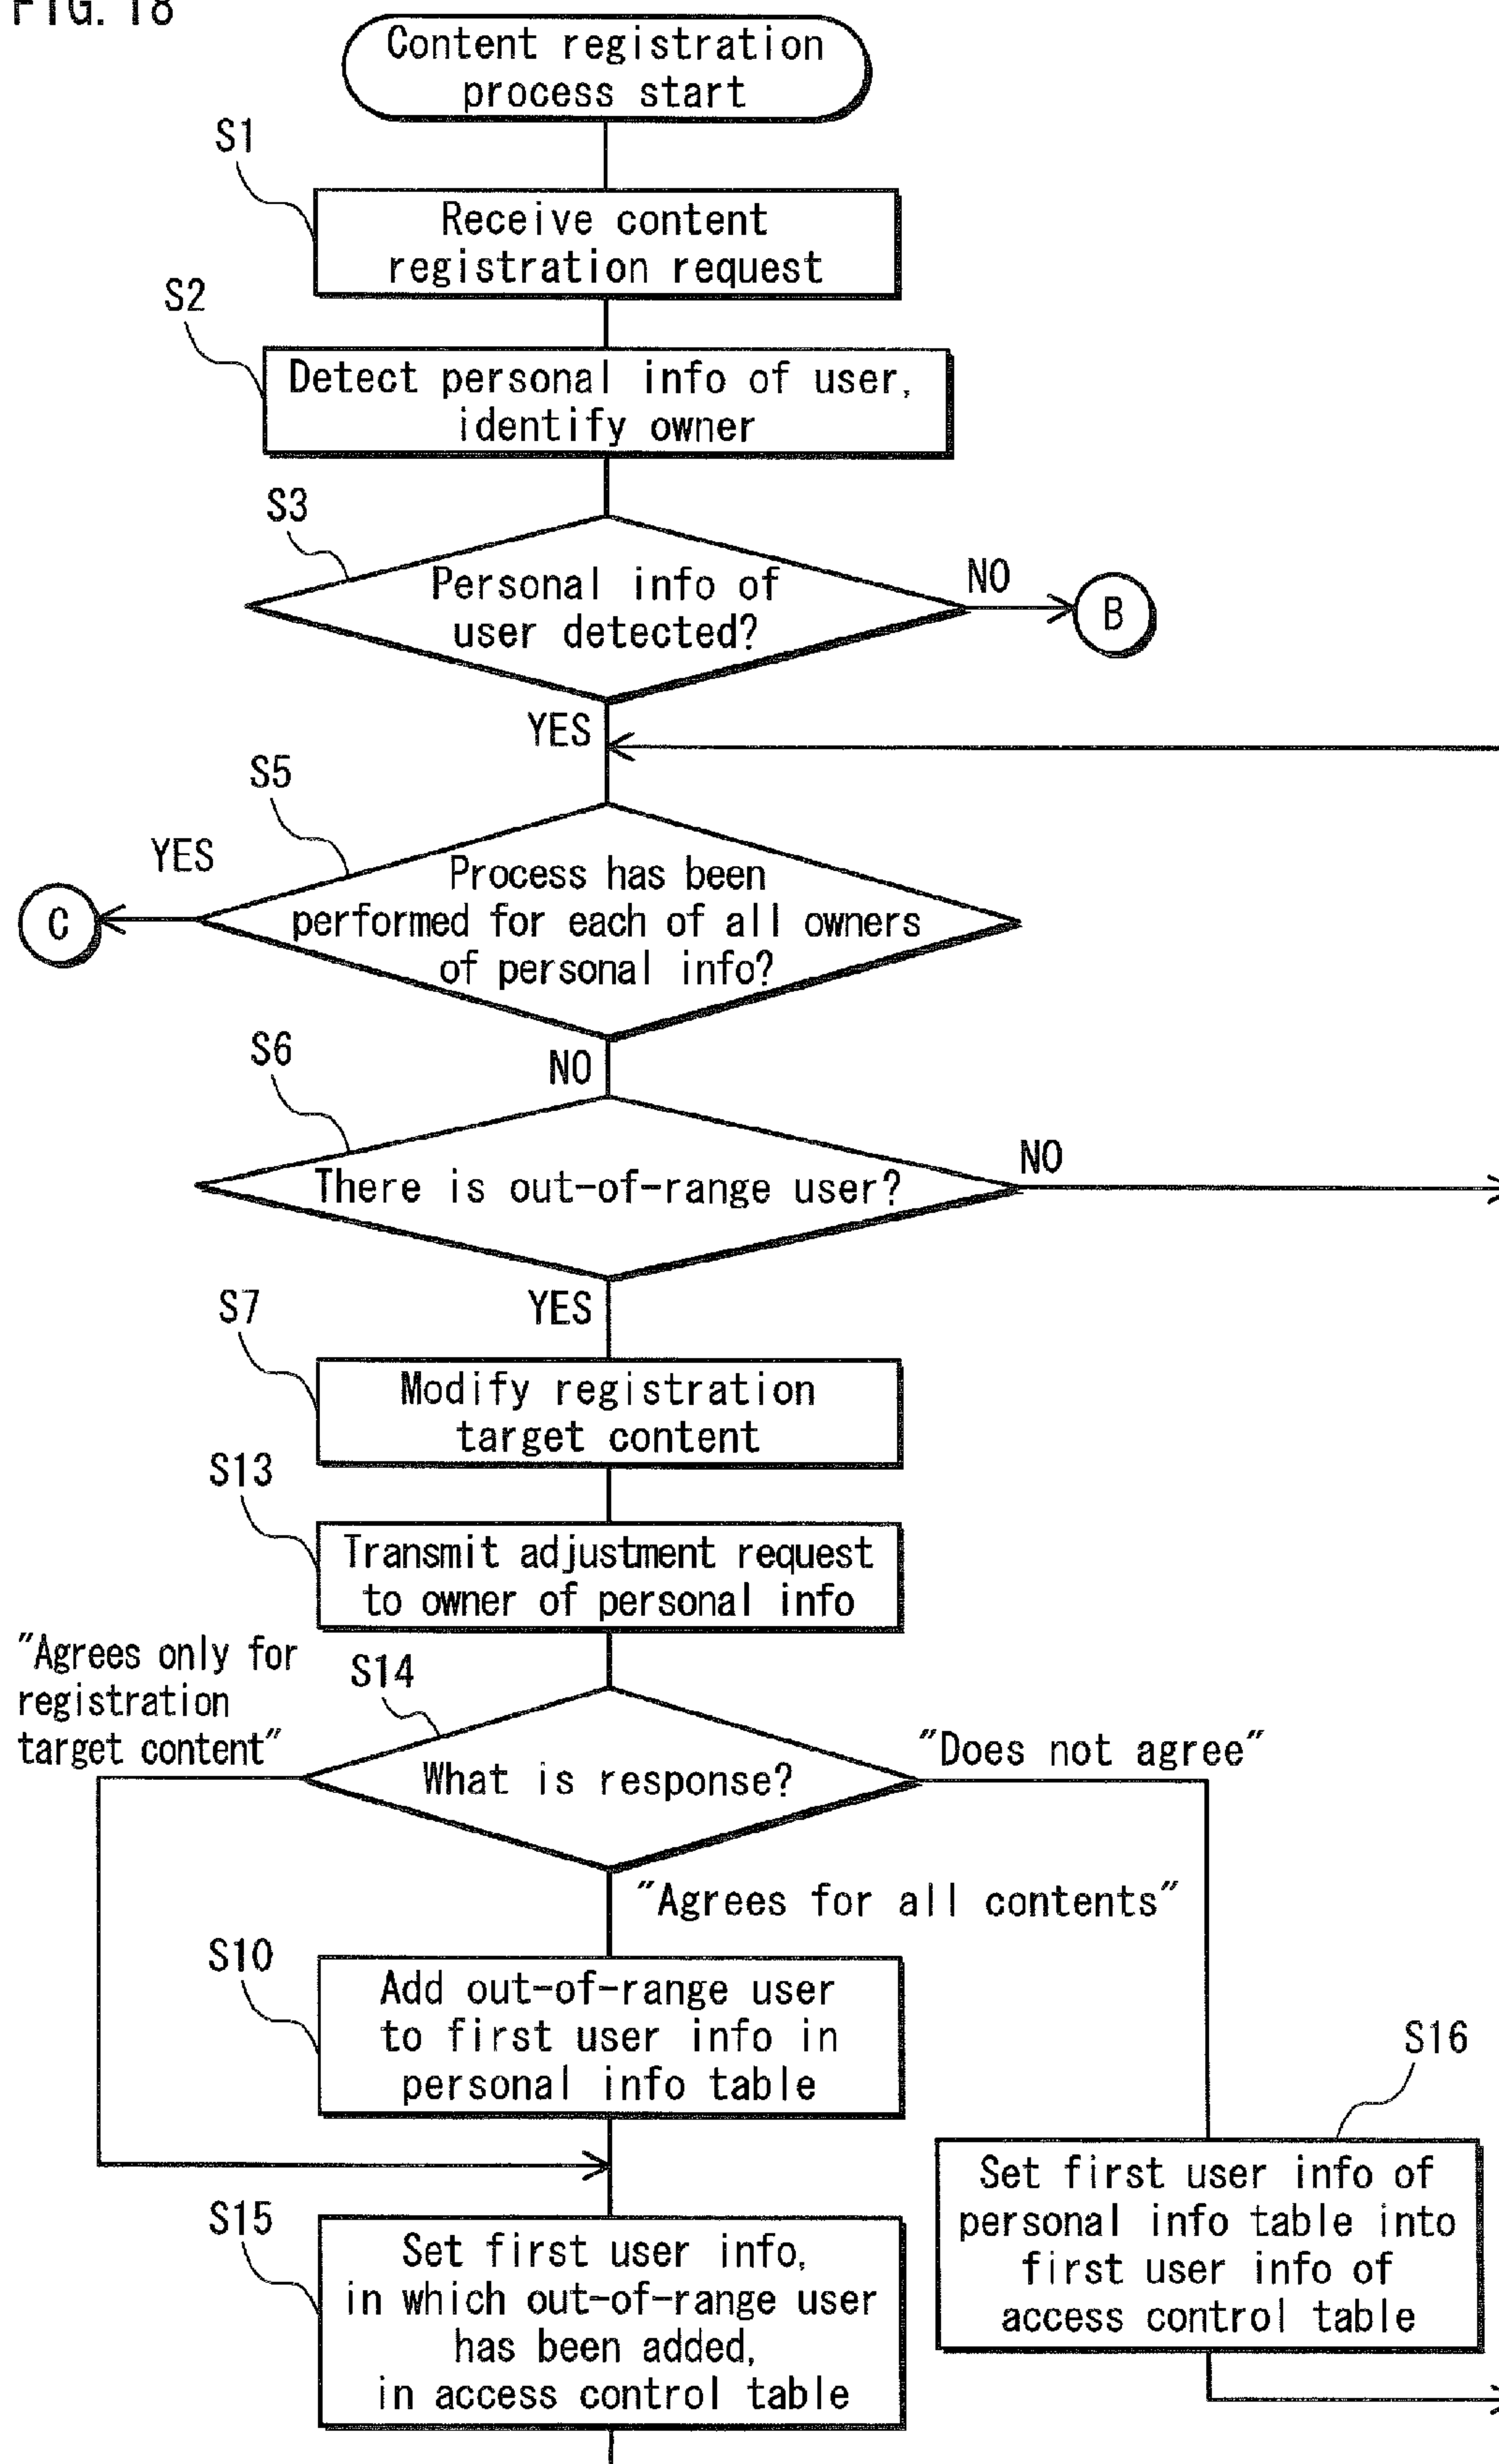 FIG. 18
Content registration
process start
S1
Receive content
registration request
S2
Detect personal info of user,
identify owner
S3
Personal info of
user detected?
NO
B
YES
S5
YES
Process has been
performed for each of all owners
of personal info?
C
S6
NO
There is out-of-range user?
NO
S7
YES
Modify registration
target content
S13
Transmit adjustment request
to owner of personal info
"Agrees only for
registration
target content"
S14
What is response?
"Does not agree"
"Agrees for all contents"
S10
Add out-of-range user
to first user info in
personal info table
S16
Set first user info of
personal info table into
first user info of
access control table
S15
Set first user info,
in which out-of-range user
has been added,
in access control table